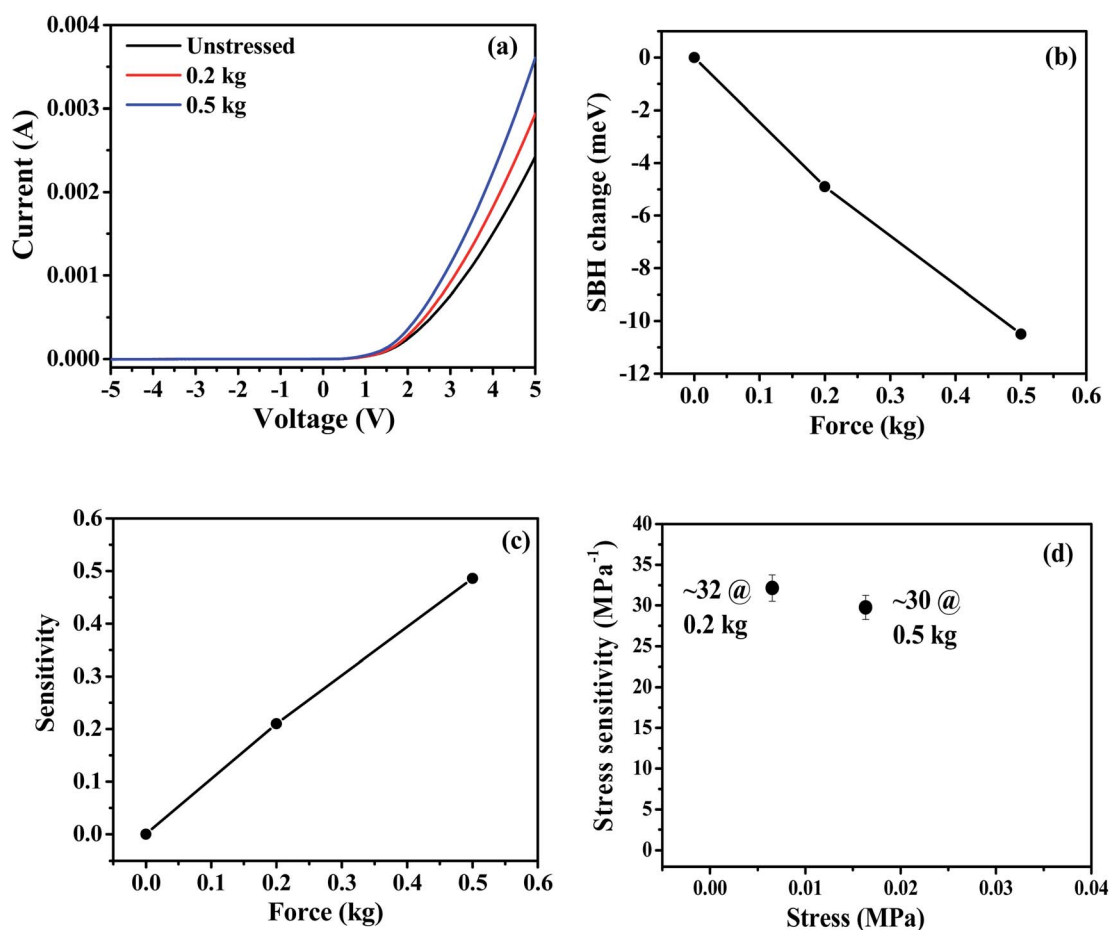 (a)
Unstressed
0.2 kg
0.5 kg
0.004
0.003
0.002
0.001
0.000
Current (A)
-5 -4 -3 -2 -1 0 1 2 3 4 5
Voltage (V)
(b)
0
-2
-4
-6
-8
-10
-12
SBH change (meV)
0.0 0.1 0.2 0.3 0.4 0.5 0.6
Force (kg)
(c)
0.6
0.5
0.4
0.3
0.2
0.1
0.0
Sensitivity
0.0 0.1 0.2 0.3 0.4 0.5 0.6
Force (kg)
(d)
40
35
30
25
20
15
10
5
0
Stress sensitivity (MPa⁻¹)
~32 @
0.2 kg
~30 @
0.5 kg
0.00 0.01 0.02 0.03 0.04
Stress (MPa)